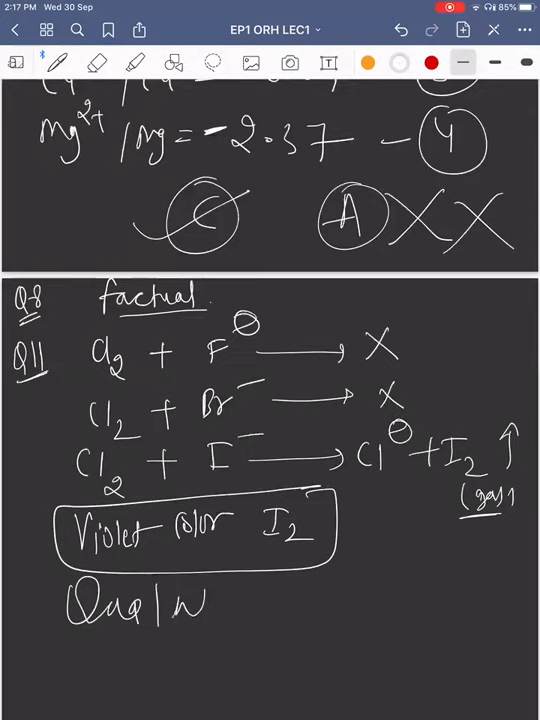 2:17 PM Wed 30 Sep
85%
EP1 ORH LEC1
Mg²⁺ /Mg = -2.37 - 4
C A X X
Q8 factual.
Q11 Cl₂ + F⊖ ⟶ X
Cl₂ + Br⁻ ⟶ X
Cl₂ + I⁻ ⟶ Cl⊖ + I₂ ↑
(gas)
Violet color I₂